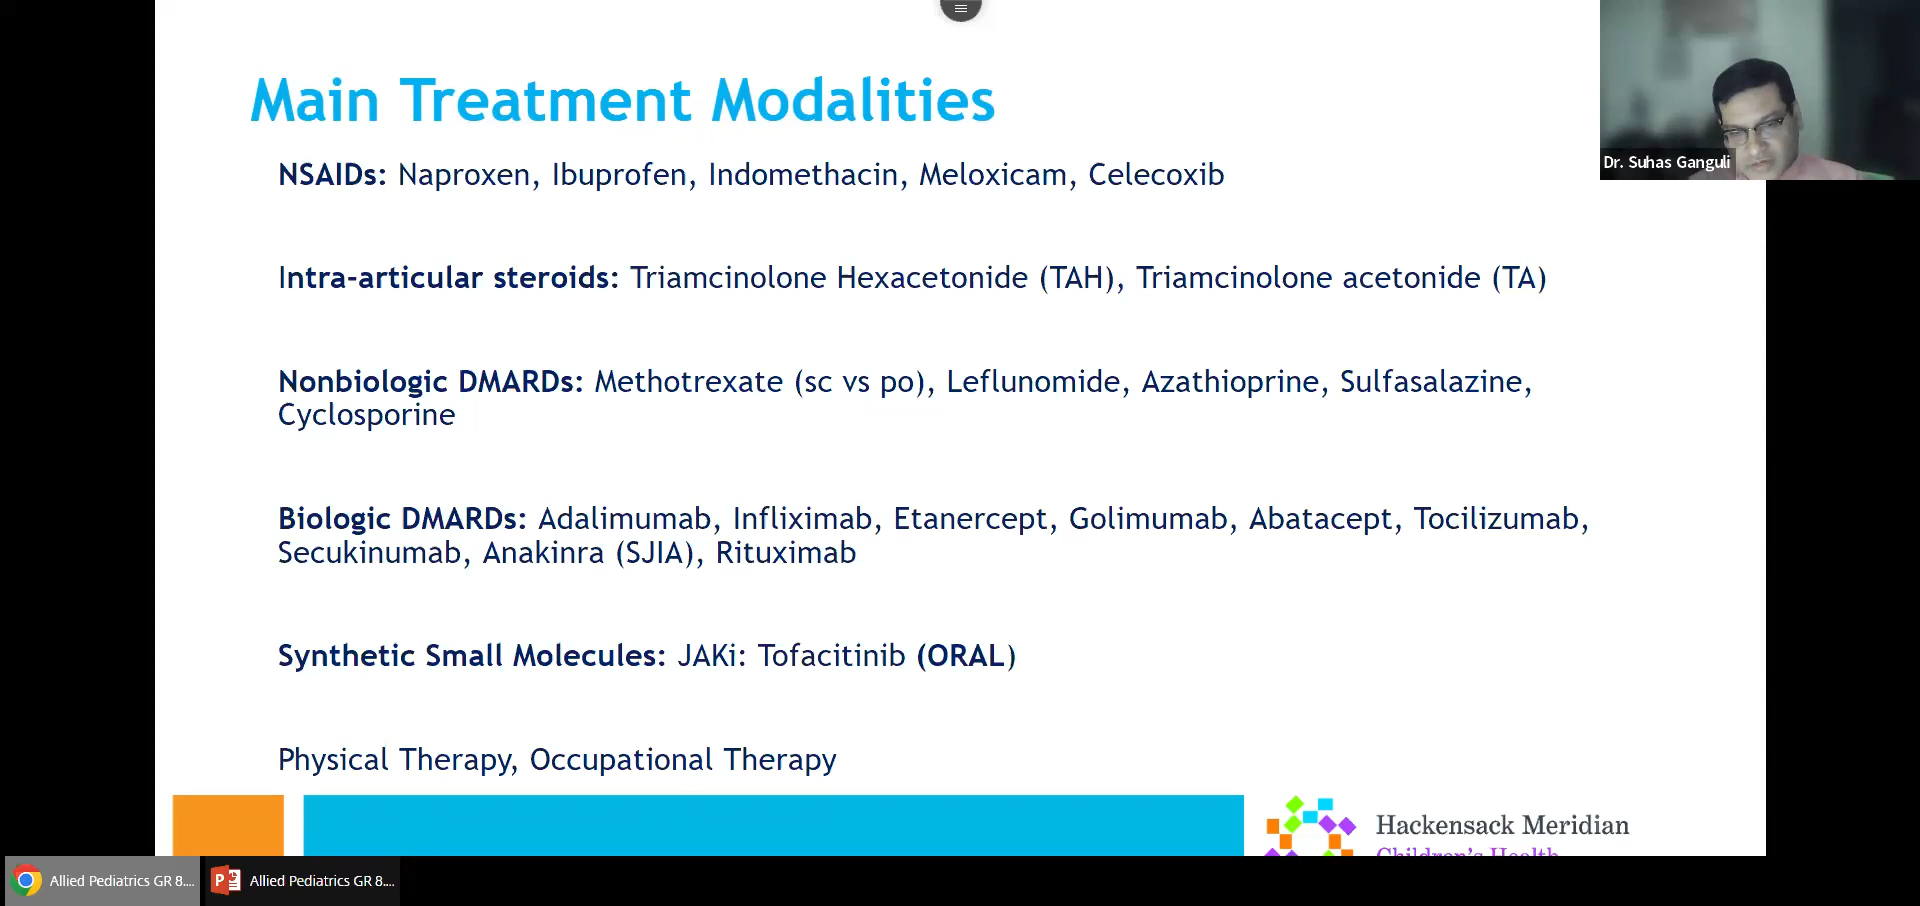 Main Treatment Modalities
NSAIDs: Naproxen, Ibuprofen, Indomethacin, Meloxicam, Celecoxib
Intra-articular steroids: Triamcinolone Hexacetonide (TAH), Triamcinolone acetonide (TA)
Nonbiologic DMARDs: Methotrexate (sc vs po), Leflunomide, Azathioprine, Sulfasalazine,
Cyclosporine
Biologic DMARDs: Adalimumab, Infliximab, Etanercept, Golimumab, Abatacept, Tocilizumab,
Secukinumab, Anakinra (SJIA), Rituximab
Synthetic Small Molecules: JAKi: Tofacitinib (ORAL)
Physical Therapy, Occupational Therapy
Dr. Suhas Ganguli
Hackensack Meridian
Children's Health
Allied Pediatrics GR 8....
Allied Pediatrics GR 8....